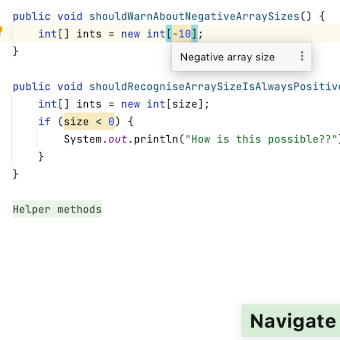 public void shouldWarnAboutNegativeArraySizes() {
int[] ints = new int[-10];
}
Negative array size
public void shouldRecogniseArraySizeIsAlwaysPositive
int[] ints = new int[size];
if (size < 0) {
System.out.println("How is this possible??")
}
}
Helper methods
Navigate